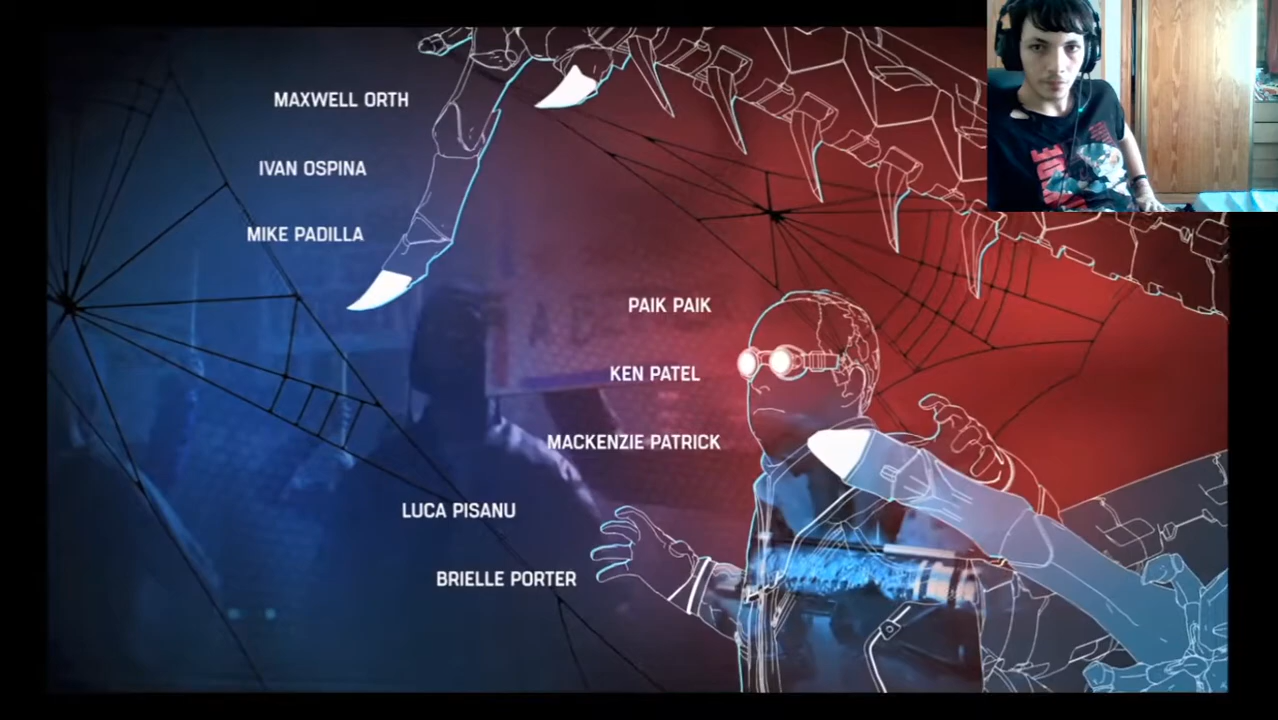 MAXWELL ORTH
IVAN OSPINA
MIKE PADILLA
PAIK PAIK
KEN PATEL
MACKENZIE PATRICK
LUCA PISANU
BRIELLE PORTER